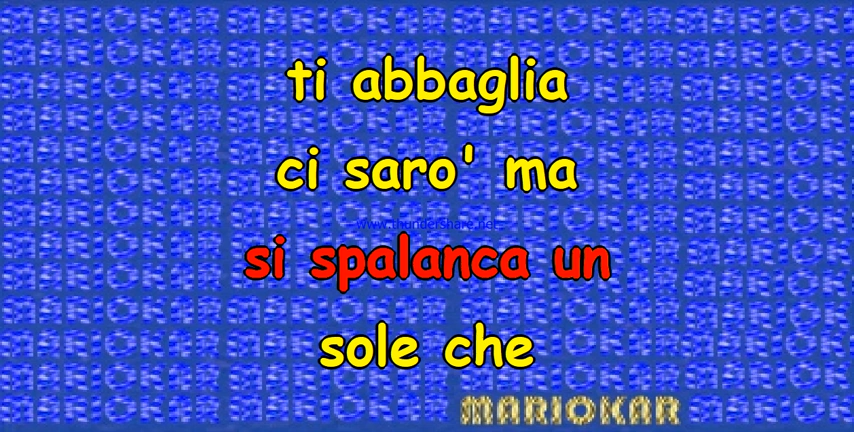 ti abbaglia
ci saro' ma
www.thundershare.net
si spalanca un
sole che
MARIOKAR